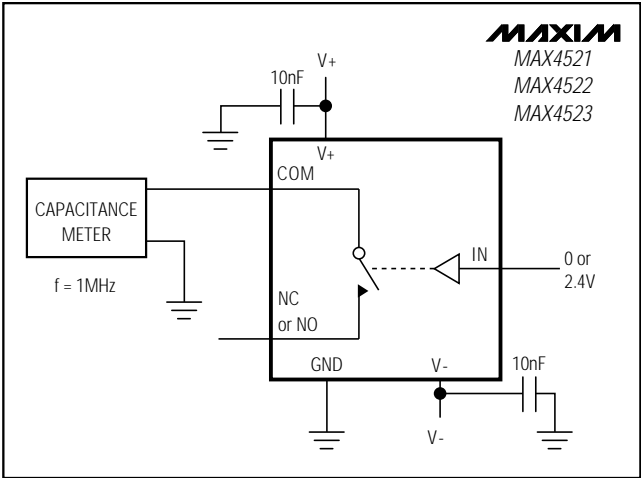 MAXIM
MAX4521
MAX4522
MAX4523
V+
10nF
V+
COM
CAPACITANCE
METER
f = 1MHz
IN
0 or
2.4V
NC
or NO
GND
V-
10nF
V-